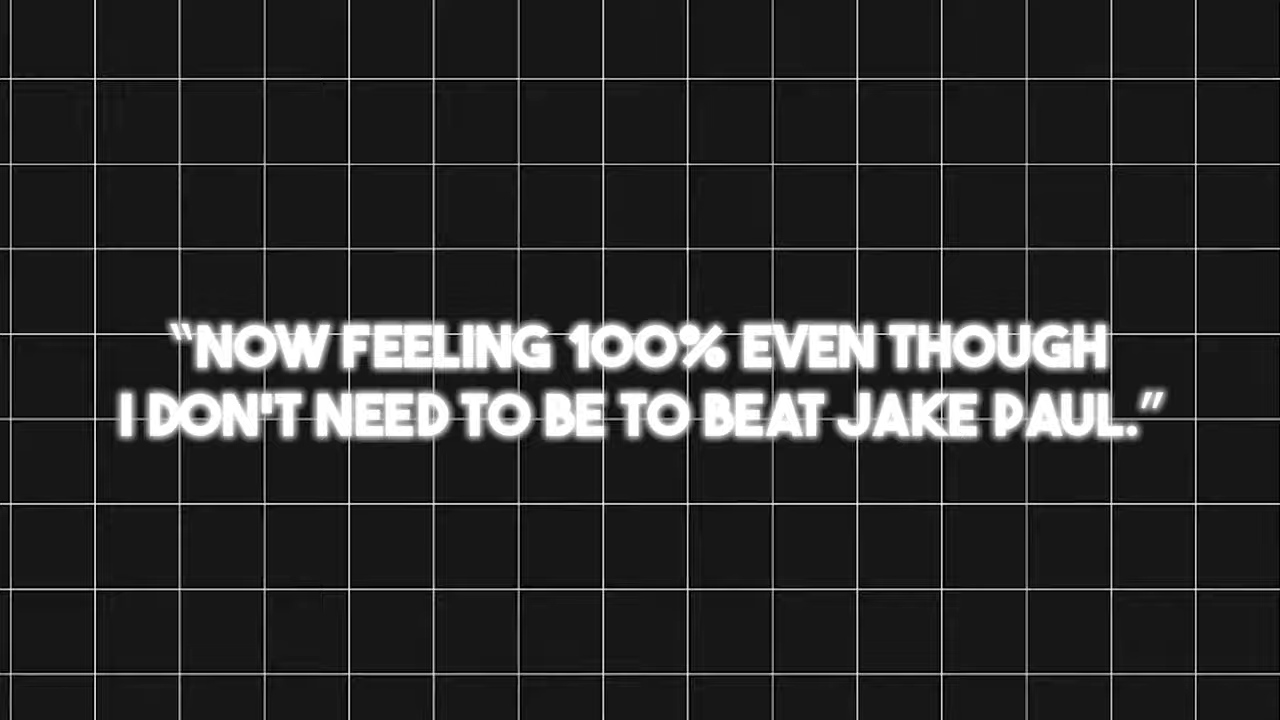 “NOW FEELING 100% EVEN THOUGH
I DON'T NEED TO BE TO BEAT JAKE PAUL.”